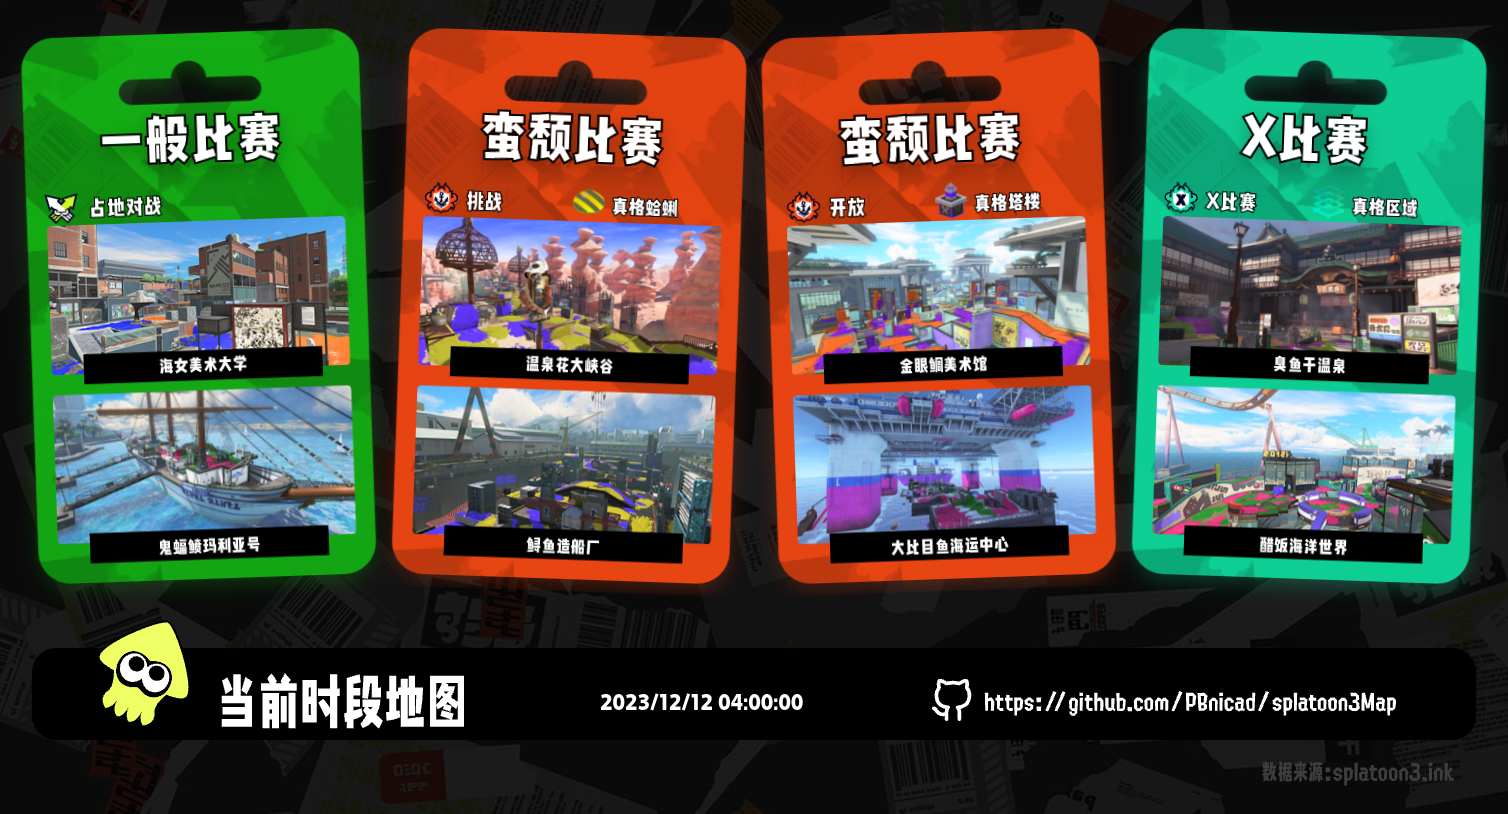 一般比赛
占地对战
海女美术大学
鬼蝠鲼玛利亚号
蛮颓比赛
挑战
真格蛤蜊
温泉花大峡谷
鲟鱼造船厂
蛮颓比赛
开放
真格塔楼
金眼鲷美术馆
大比目鱼海运中心
X比赛
X比赛
真格区域
臭鱼干温泉
醋饭海洋世界
当前时段地图
2023/12/12 04:00:00
https://github.com/PBnicad/splatoon3Map
数据来源:splatoon3.ink